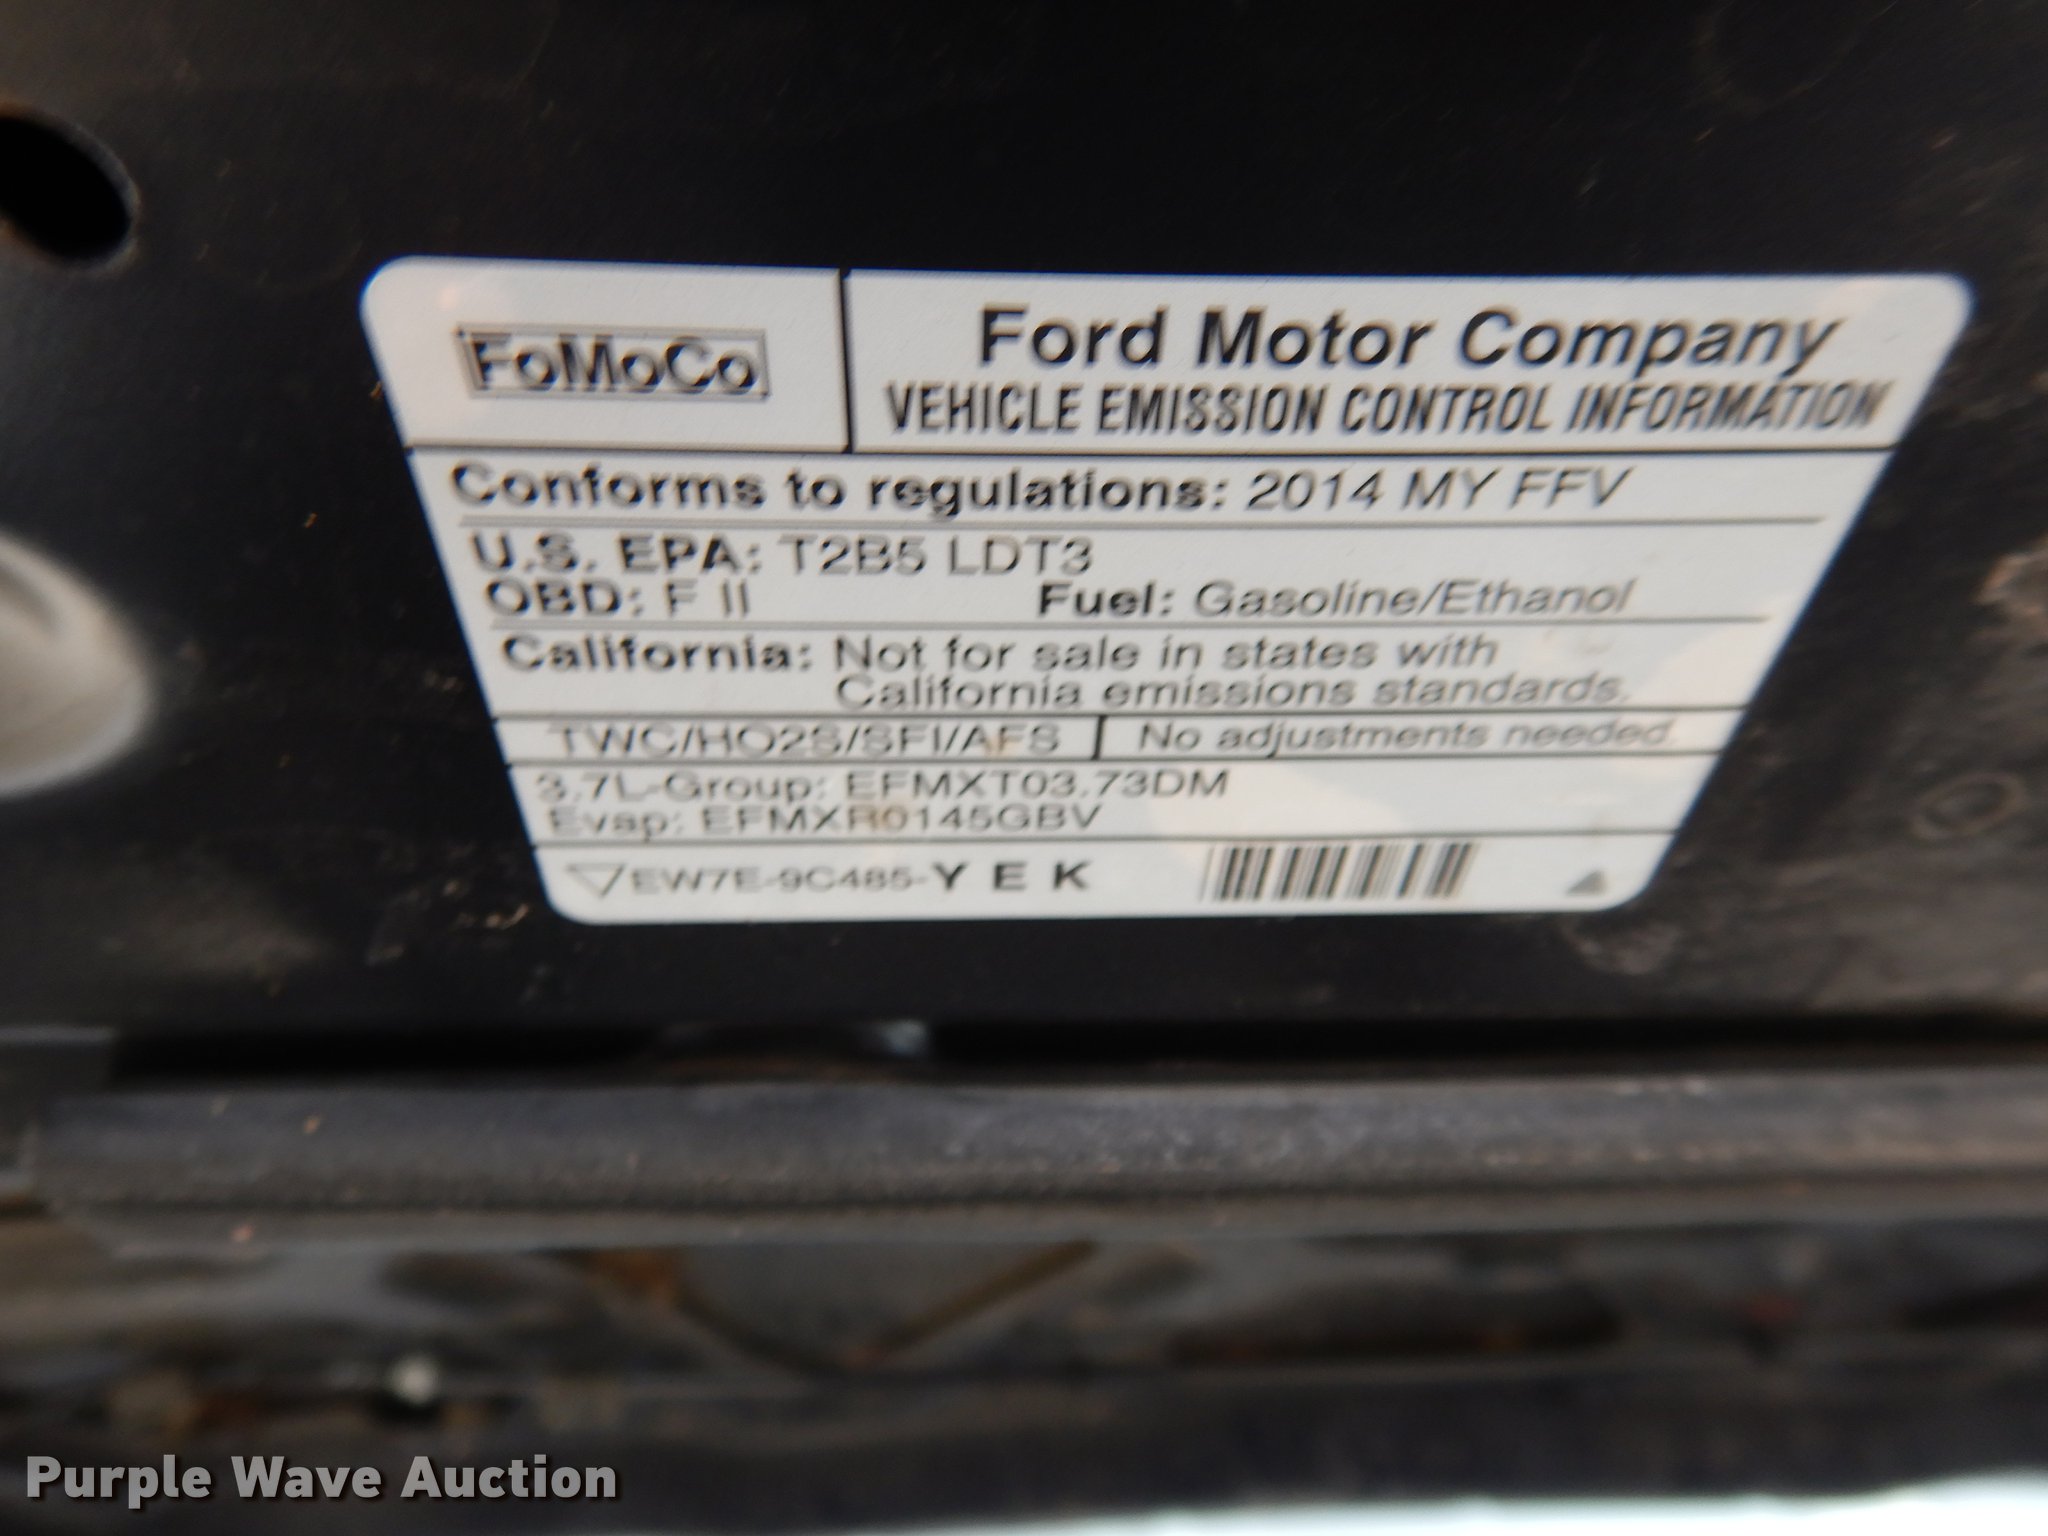 FoMoCo
Ford Motor Company
VEHICLE EMISSION CONTROL INFORMATION
Conforms to regulations: 2014 MY FFV
U.S. EPA: T2B5 LDT3
OBD: F II Fuel: Gasoline/Ethanol
California: Not for sale in states with
California emissions standards.
TWC/HO2S/SFI/AFS No adjustments needed.
3.7L-Group: EFMXT03.73DM
Evap: EFMXR0145GBV
EW7E-9C485-Y E K
Purple Wave Auction